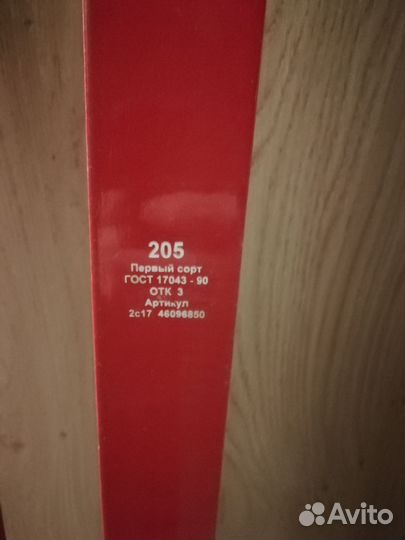 205
Первый сорт
ГОСТ 17043 - 90
ОТК 3
Артикул
2с17 46096850
Avito